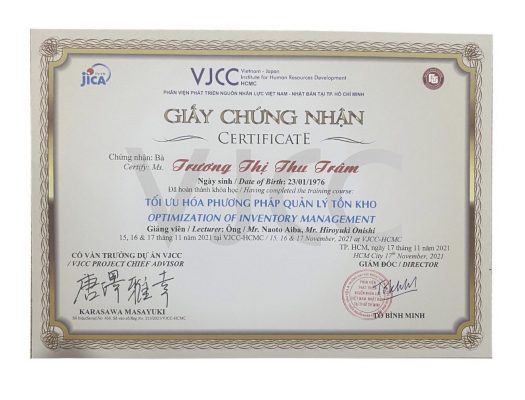 JICA
VJCC Vietnam - Japan
Institute for Human Resources Development
HCMC
PHÂN VIỆN PHÁT TRIỂN NGUỒN NHÂN LỰC VIỆT NAM - NHẬT BẢN TẠI TP. HỒ CHÍ MINH
GIẤY CHỨNG NHẬN
CERTIFICATE
Chứng nhận: Bà
Certify: Ms. Trương Thị Thu Trâm
Ngày sinh / Date of Birth: 23/01/1976
Đã hoàn thành khóa học / Having completed the training course:
TỐI ƯU HÓA PHƯƠNG PHÁP QUẢN LÝ TỒN KHO
OPTIMIZATION OF INVENTORY MANAGEMENT
Giảng viên / Lecturer: Ông / Mr. Naoto Aiba, Mr. Hiroyuki Onishi
15, 16 & 17 tháng 11 năm 2021 tại VJCC-HCMC / 15, 16 & 17 November, 2021 at VJCC-HCMC
TP. HCM, ngày 17 tháng 11 năm 2021
HCM City 17th November, 2021
CỐ VẤN TRƯỞNG DỰ ÁN VJCC
/ VJCC PROJECT CHIEF ADVISOR
GIÁM ĐỐC / DIRECTOR
唐澤雅幸
KARASAWA MASAYUKI
TÔ BÌNH MINH
VJCC